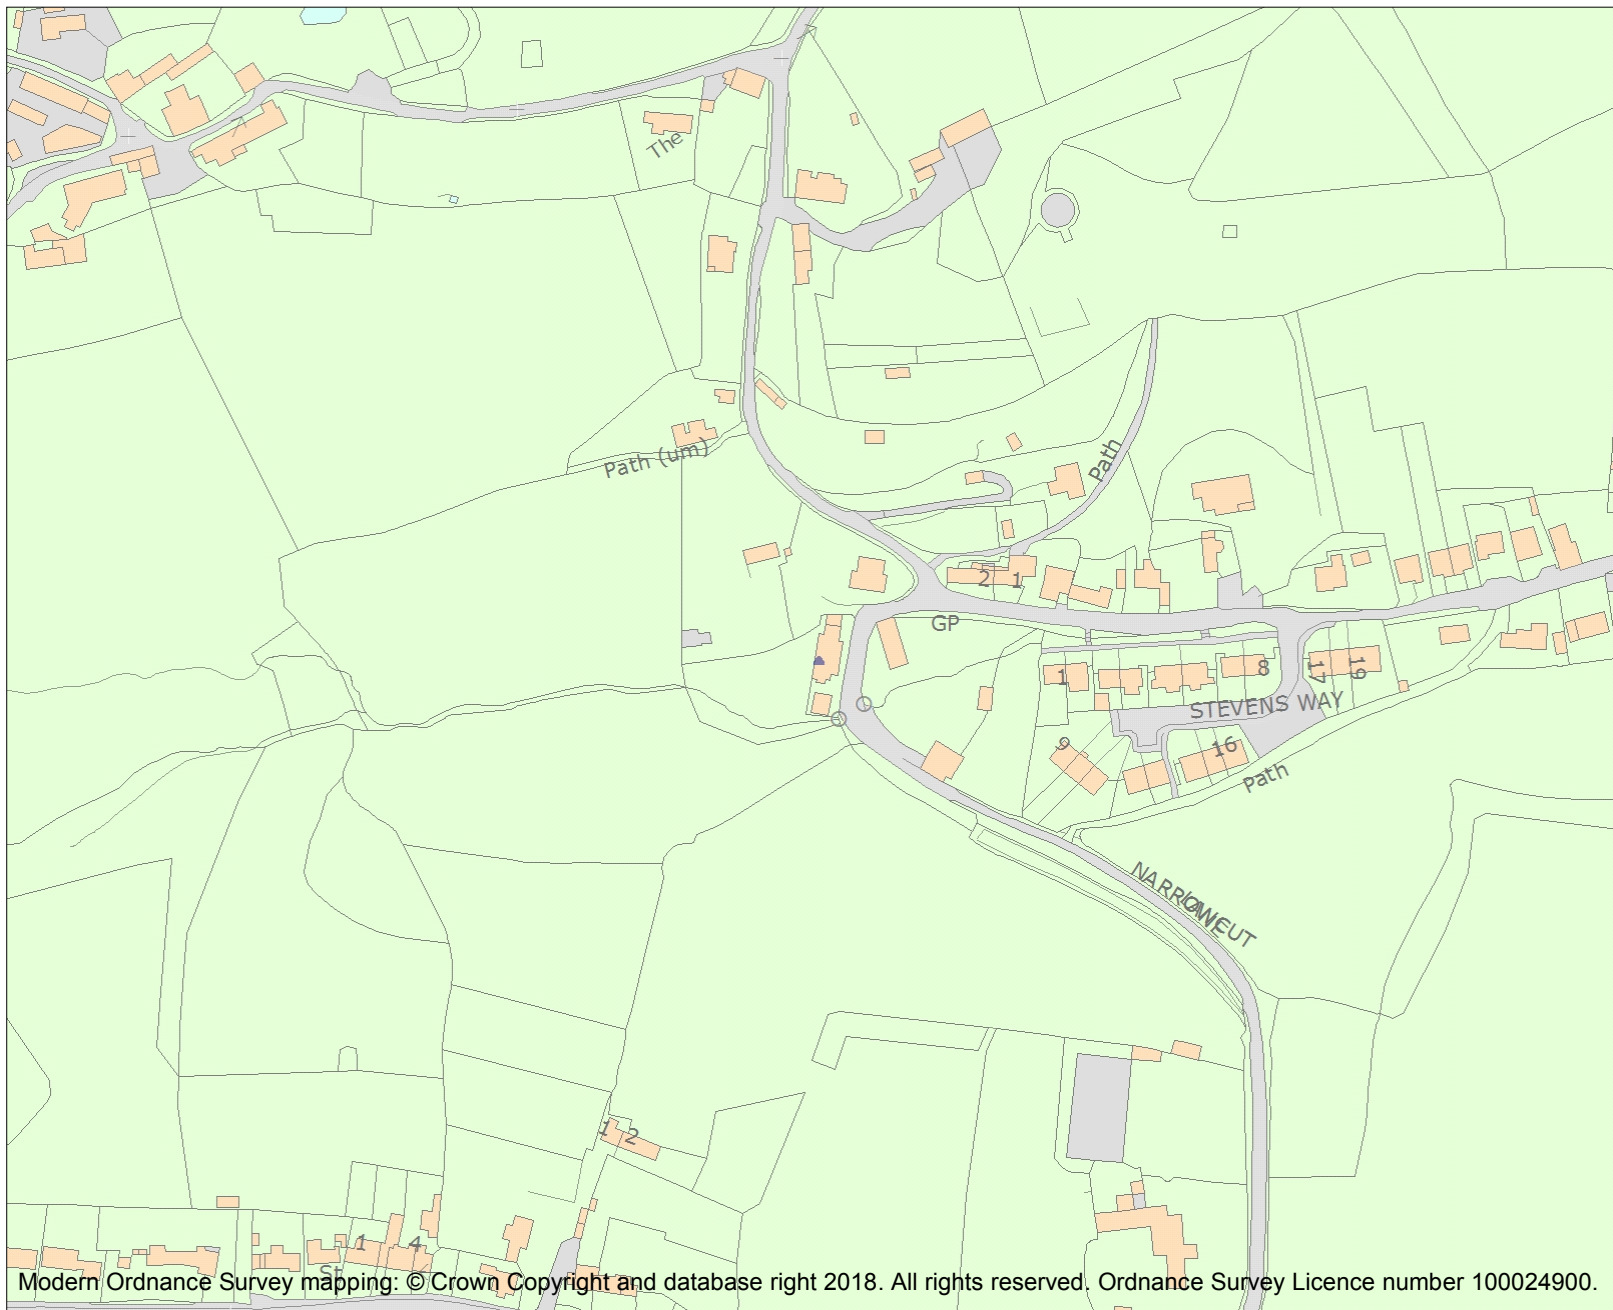 The
Path (um)
Path
2
1
GP
1
8
17
19
STEVENS WAY
9
16
Path
NARROWCUT
LANE
1
2
1
4
St
Modern Ordnance Survey mapping: © Crown Copyright and database right 2018. All rights reserved. Ordnance Survey Licence number 100024900.